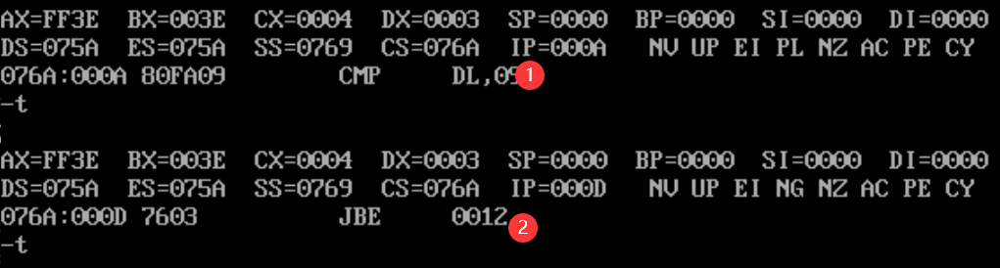 AX=FF3E BX=003E CX=0004 DX=0003 SP=0000 BP=0000 SI=0000 DI=0000
DS=075A ES=075A SS=0769 CS=076A IP=000A NV UP EI PL NZ AC PE CY
076A:000A 80FA09 CMP DL,09 1
-t
AX=FF3E BX=003E CX=0004 DX=0003 SP=0000 BP=0000 SI=0000 DI=0000
DS=075A ES=075A SS=0769 CS=076A IP=000D NV UP EI NG NZ AC PE CY
076A:000D 7603 JBE 0012 2
-t